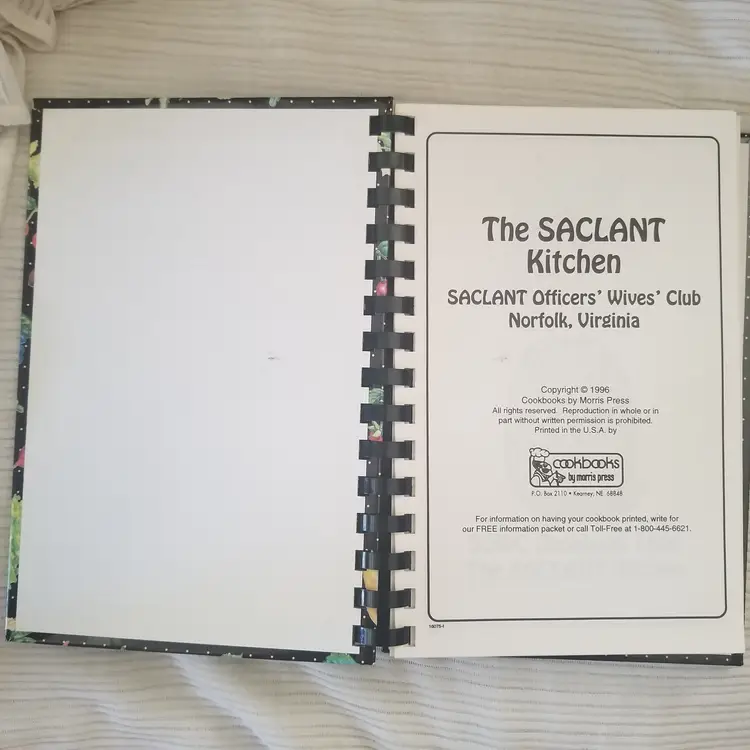 The SACLANT
Kitchen
SACLANT Officers' Wives' Club
Norfolk, Virginia
Copyright © 1996
Cookbooks by Morris Press
All rights reserved. Reproduction in whole or in
part without written permission is prohibited.
Printed in the U.S.A. by
cookbooks
by morris press
P.O. Box 2110 • Kearney, NE 68848
For information on having your cookbook printed, write for
our FREE information packet or call Toll-Free at 1-800-445-6621.